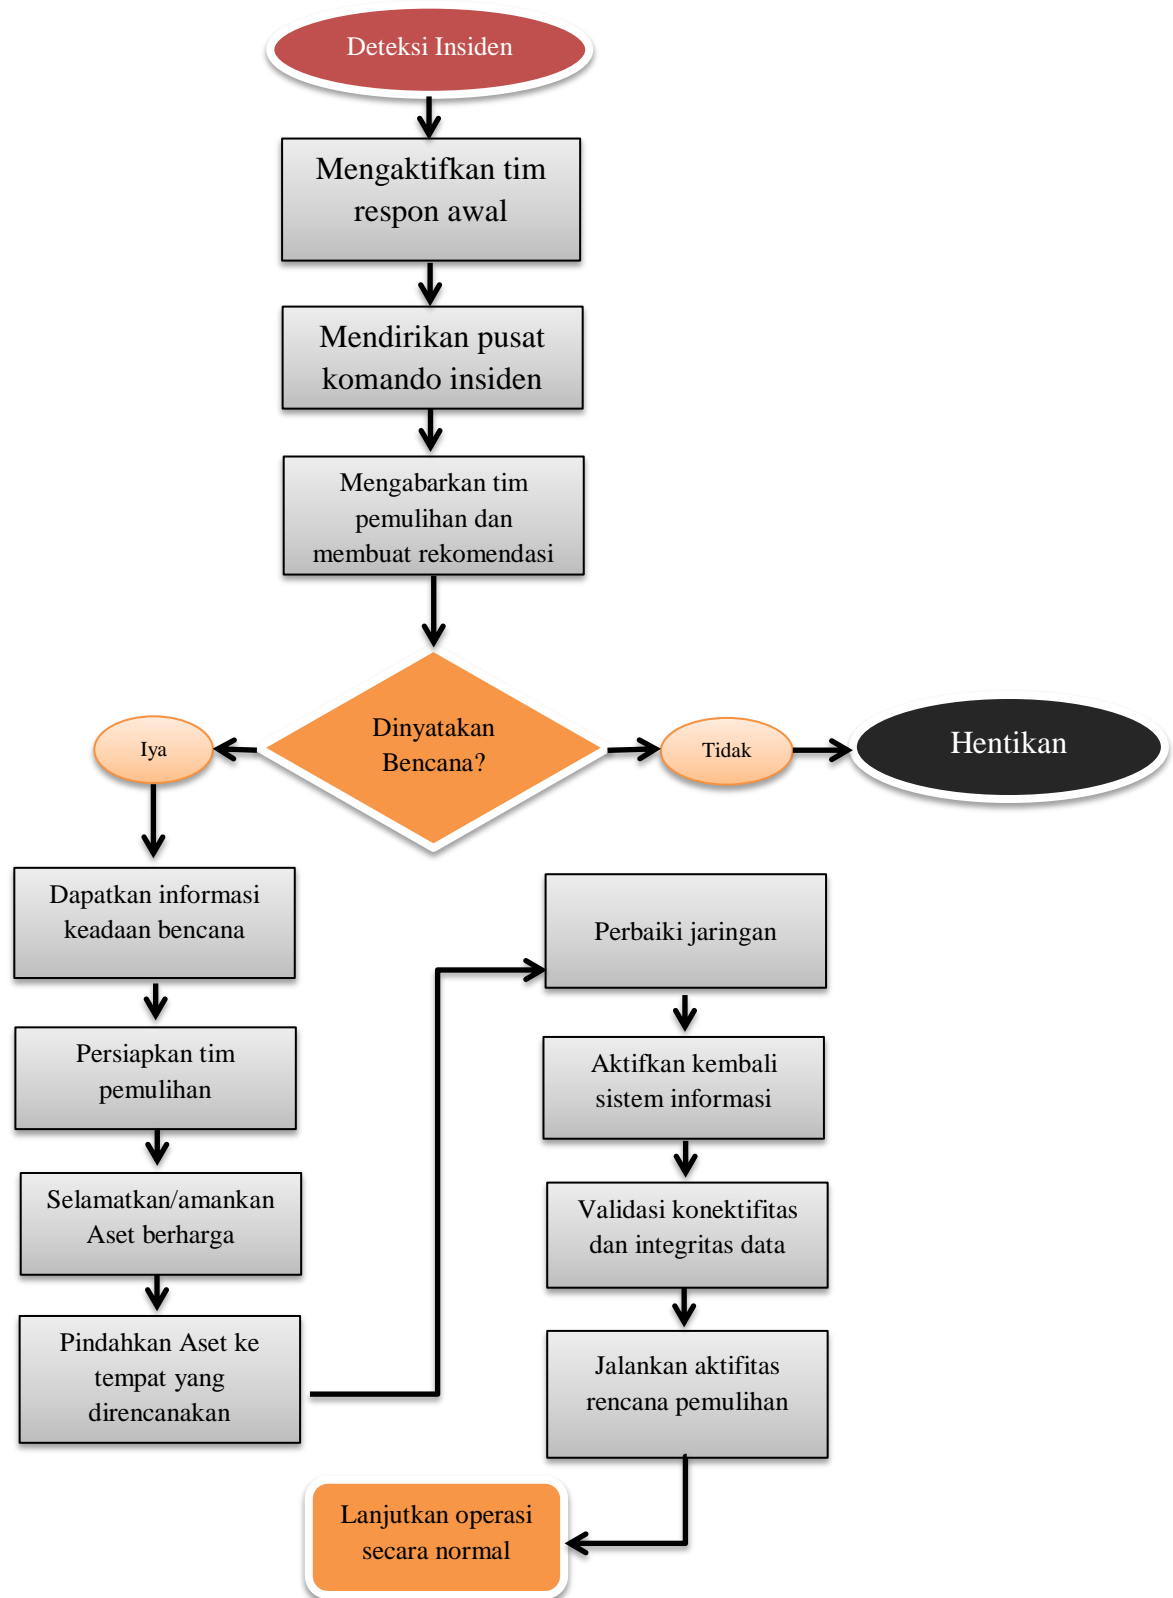 Deteksi Insiden
Mengaktifkan tim
respon awal
Mendirikan pusat
komando insiden
Mengabarkan tim
pemulihan dan
membuat rekomendasi
Dinyatakan
Bencana?
Iya
Tidak
Hentikan
Dapatkan informasi
keadaan bencana
Persiapkan tim
pemulihan
Selamatkan/amankan
Aset berharga
Pindahkan Aset ke
tempat yang
direncanakan
Perbaiki jaringan
Aktifkan kembali
sistem informasi
Validasi konektifitas
dan integritas data
Jalankan aktifitas
rencana pemulihan
Lanjutkan operasi
secara normal